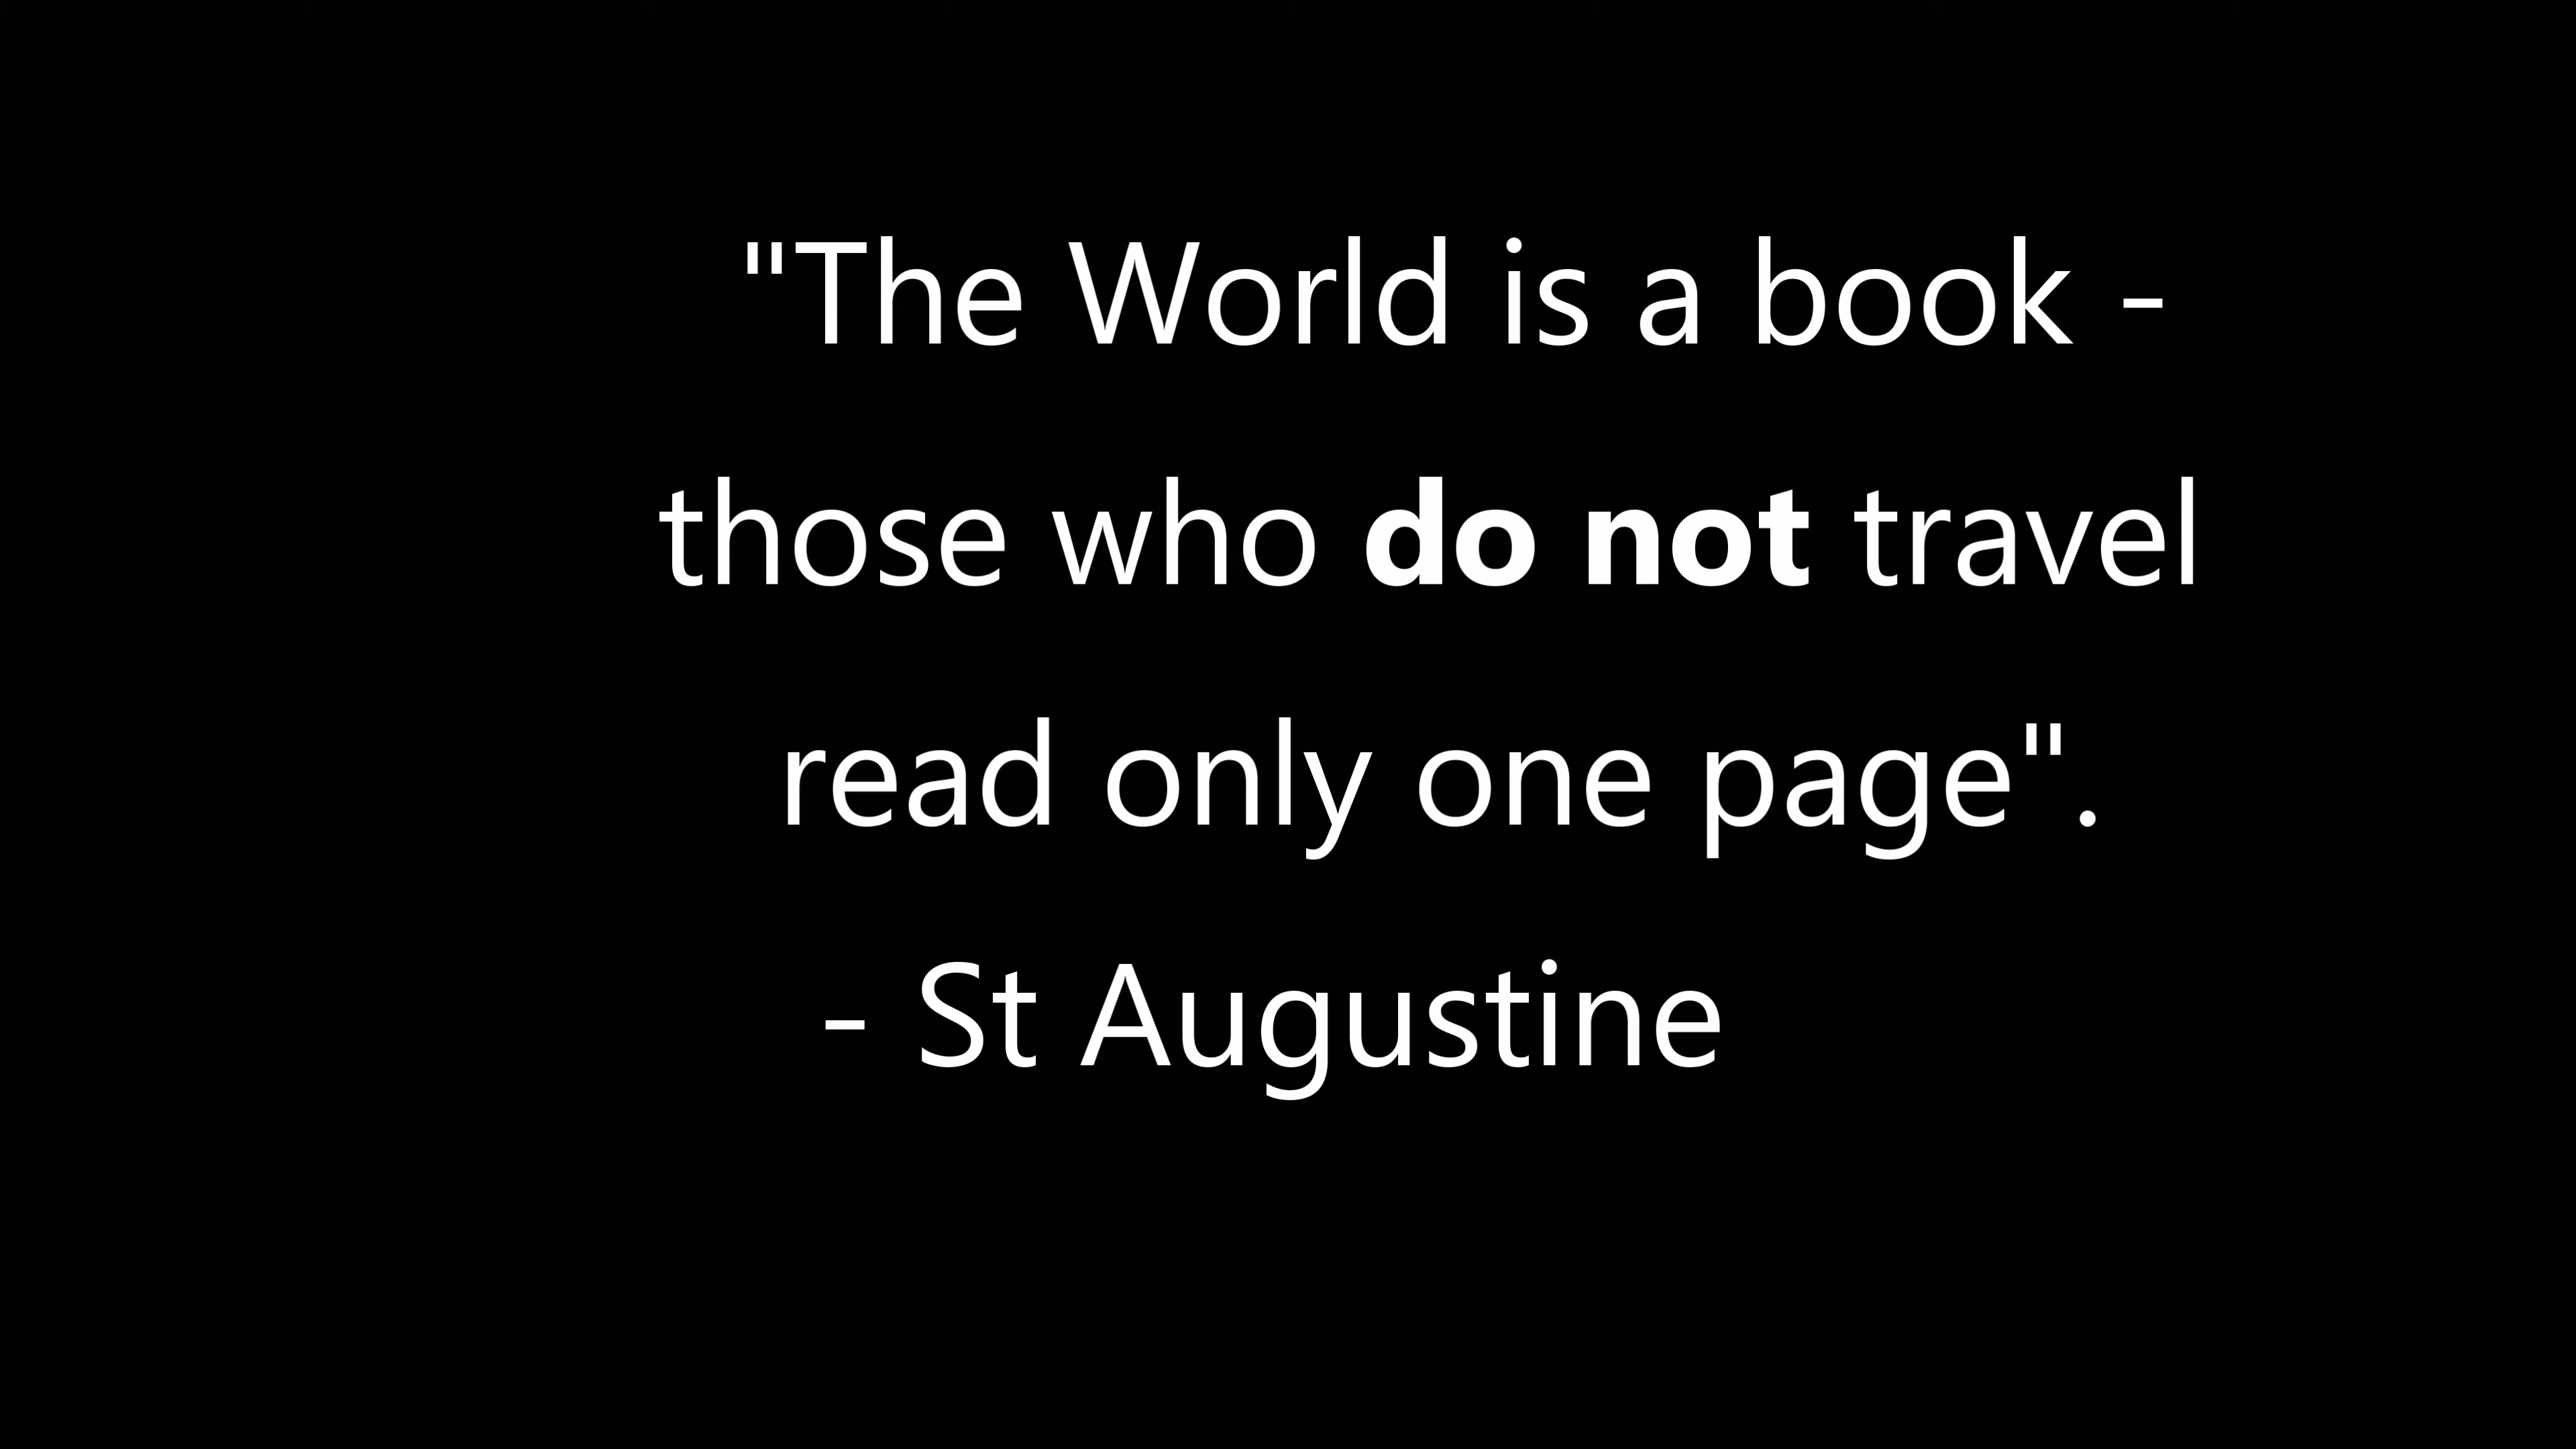 "The World is a book -
those who do not travel
read only one page".
- St Augustine